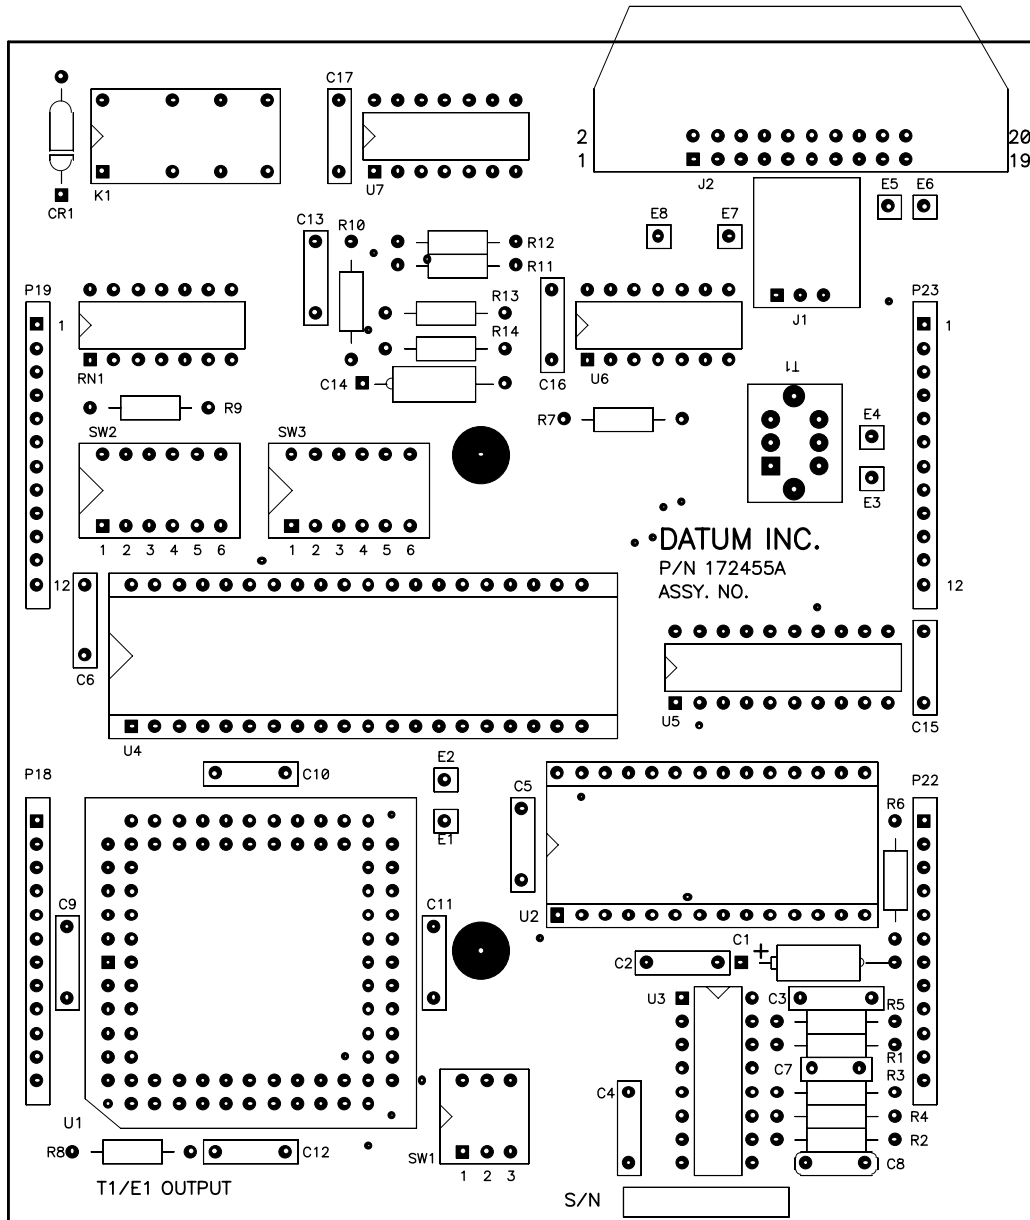 C17
2
20
1
19
K1
U7
J2
CR1
E5
E6
C13
R10
E8
E7
R12
R11
P19
R13
P23
1
1
R14
J1
RN1
C14
C16
U6
T1
R9
R7
E4
SW2
SW3
E3
1 2 3 4 5 6
1 2 3 4 5 6
DATUM INC.
P/N 172455A
ASSY. NO.
12
12
C6
U5
C15
U4
E2
P18
C10
C5
P22
R6
E1
C9
C11
U2
C1
+
C2
U3
C3
R5
R1
C7
R3
C4
U1
R4
R2
R8
C12
SW1
C8
1 2 3
T1/E1 OUTPUT
S/N